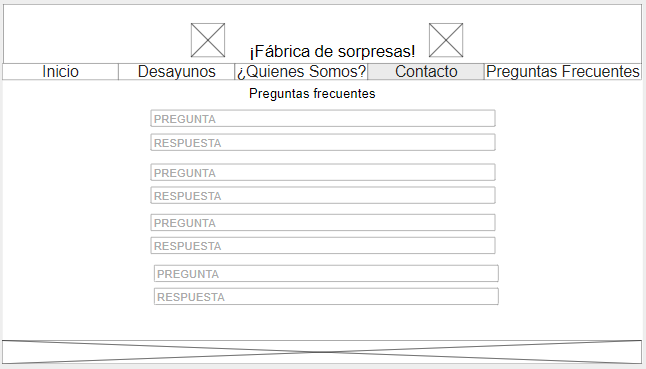 ¡Fábrica de sorpresas!
Inicio Desayunos ¿Quienes Somos? Contacto Preguntas Frecuentes
Preguntas frecuentes
PREGUNTA
RESPUESTA
PREGUNTA
RESPUESTA
PREGUNTA
RESPUESTA
PREGUNTA
RESPUESTA